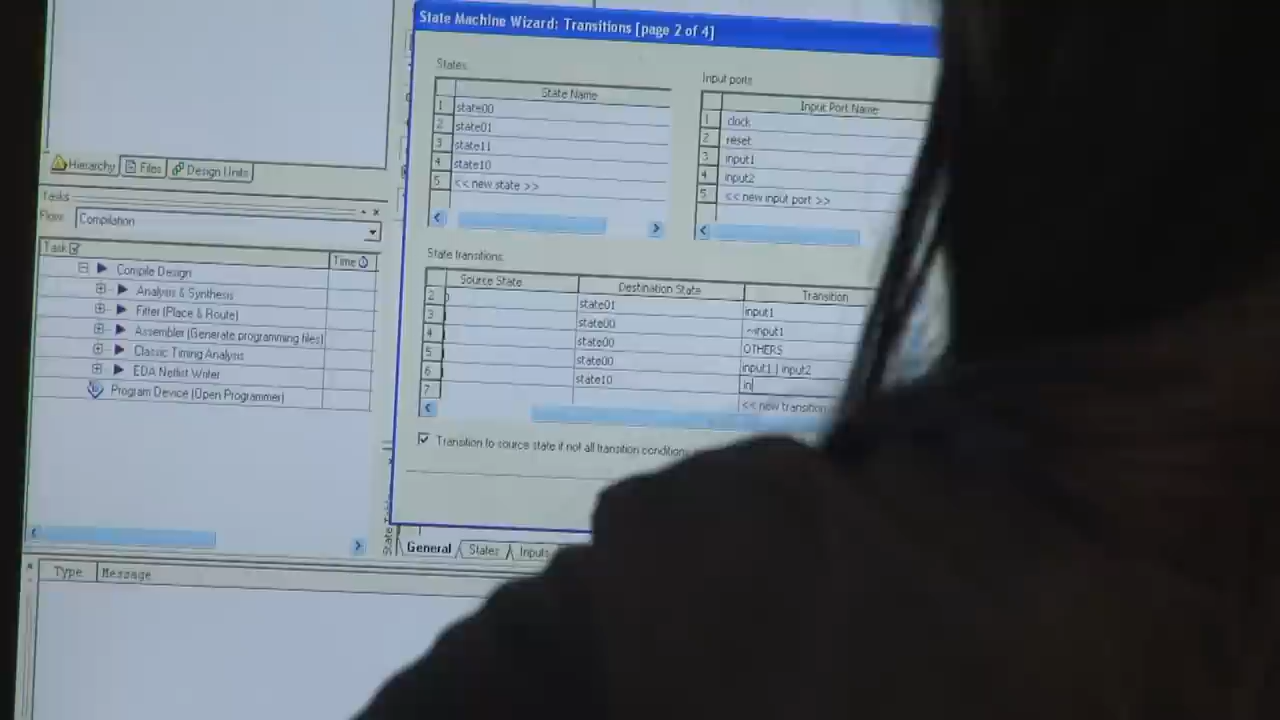 State Machine Wizard: Transitions [page 2 of 4]
States:
State Name
1 state00
2 state01
3 state11
4 state10
5 << new state >>
Input ports
Input Port Name
1 clock
2 reset
3 input1
4 input2
5 << new input port >>
Hierarchy Files Design Units
Tasks
Flow: Compilation
Task Time
Compile Design
Analysis & Synthesis
Fitter (Place & Route)
Assembler (Generate programming files)
Classic Timing Analysis
EDA Netlist Writer
Program Device (Open Programmer)
State transitions:
Source State Destination State Transition
2 state01 input1
3 state00 ~input1
4 state00 OTHERS
5 state00 input1 | input2
6 state10 in
7 << new transition
Transition to source state if not all transition condition
General States Inputs
Type Message